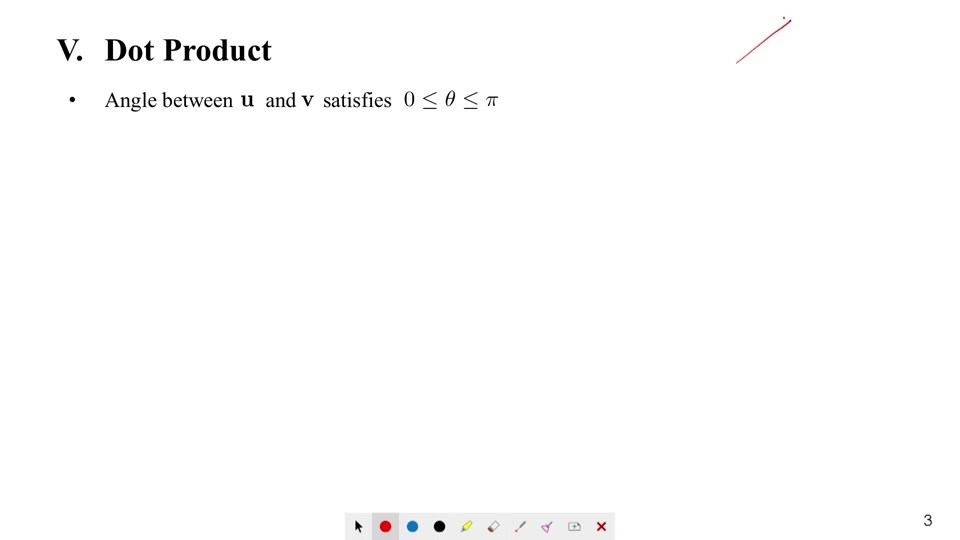 V. Dot Product
• Angle between u and v satisfies 0 ≤ θ ≤ π
3